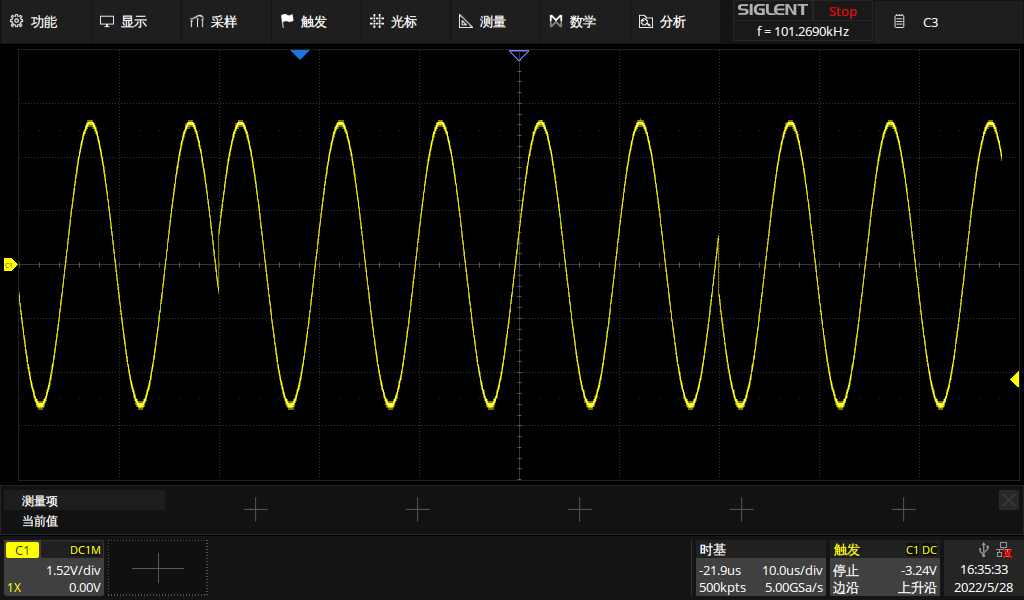 功能 显示 采样 触发 光标 测量 数学 分析 SIGLENT Stop C3
f = 101.2690kHz
C1
测量项
当前值
C1 DC1M 时基 触发 C1 DC
1.52V/div -21.9us 10.0us/div 停止 -3.24V 16:35:33
1X 0.00V 500kpts 5.00GSa/s 边沿 上升沿 2022/5/28